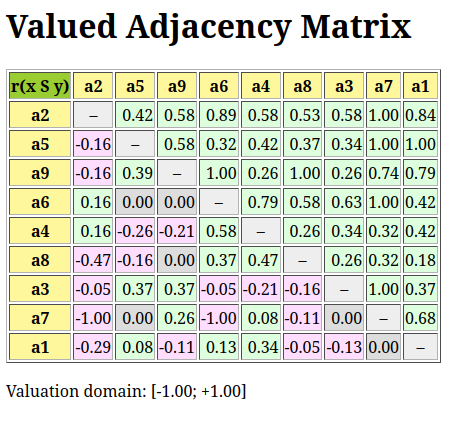 Valued Adjacency Matrix
r(x S y) a2 a5 a9 a6 a4 a8 a3 a7 a1
a2 – 0.42 0.58 0.89 0.58 0.53 0.58 1.00 0.84
a5 -0.16 – 0.58 0.32 0.42 0.37 0.34 1.00 1.00
a9 -0.16 0.39 – 1.00 0.26 1.00 0.26 0.74 0.79
a6 0.16 0.00 0.00 – 0.79 0.58 0.63 1.00 0.42
a4 0.16 -0.26 -0.21 0.58 – 0.26 0.34 0.32 0.42
a8 -0.47 -0.16 0.00 0.37 0.47 – 0.26 0.32 0.18
a3 -0.05 0.37 0.37 -0.05 -0.21 -0.16 – 1.00 0.37
a7 -1.00 0.00 0.26 -1.00 0.08 -0.11 0.00 – 0.68
a1 -0.29 0.08 -0.11 0.13 0.34 -0.05 -0.13 0.00 –
Valuation domain: [-1.00; +1.00]